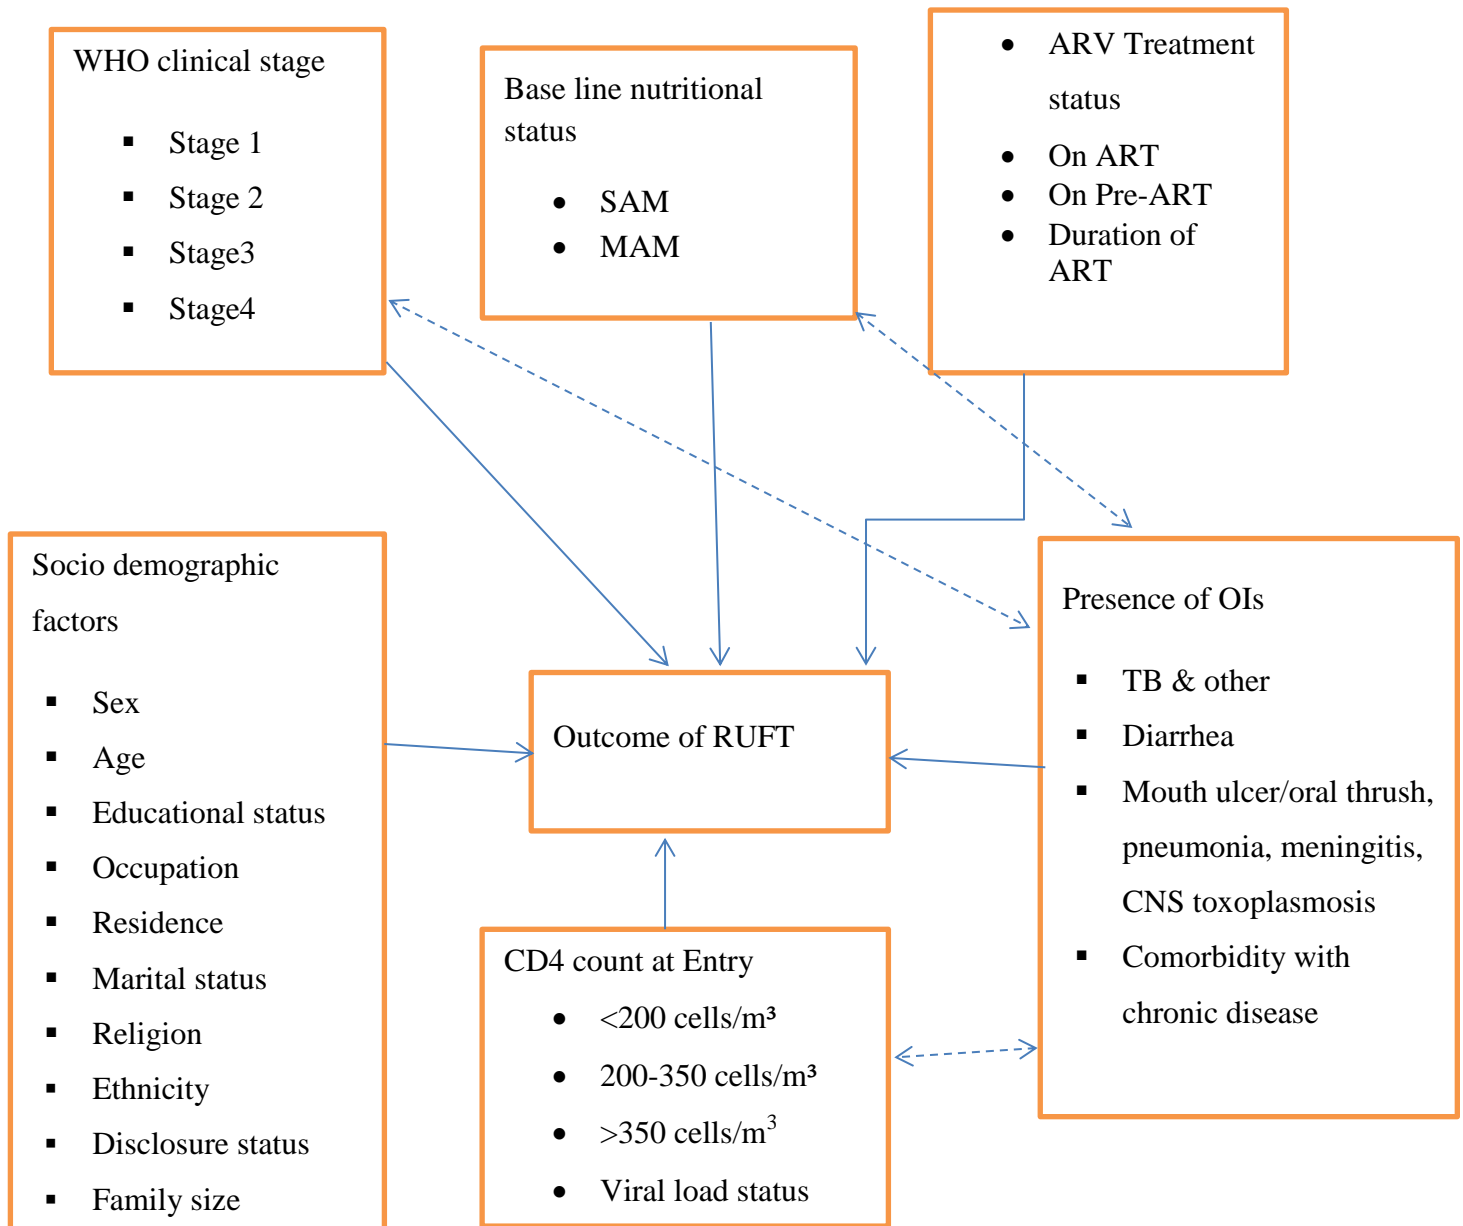 WHO clinical stage
▪ Stage 1
▪ Stage 2
▪ Stage3
▪ Stage4
Base line nutritional
status
• SAM
• MAM
• ARV Treatment
status
• On ART
• On Pre-ART
• Duration of
ART
Socio demographic
factors
▪ Sex
▪ Age
▪ Educational status
▪ Occupation
▪ Residence
▪ Marital status
▪ Religion
▪ Ethnicity
▪ Disclosure status
▪ Family size
Outcome of RUFT
CD4 count at Entry
• <200 cells/m³
• 200-350 cells/m³
• >350 cells/m³
• Viral load status
Presence of OIs
▪ TB & other
▪ Diarrhea
▪ Mouth ulcer/oral thrush,
pneumonia, meningitis,
CNS toxoplasmosis
▪ Comorbidity with
chronic disease